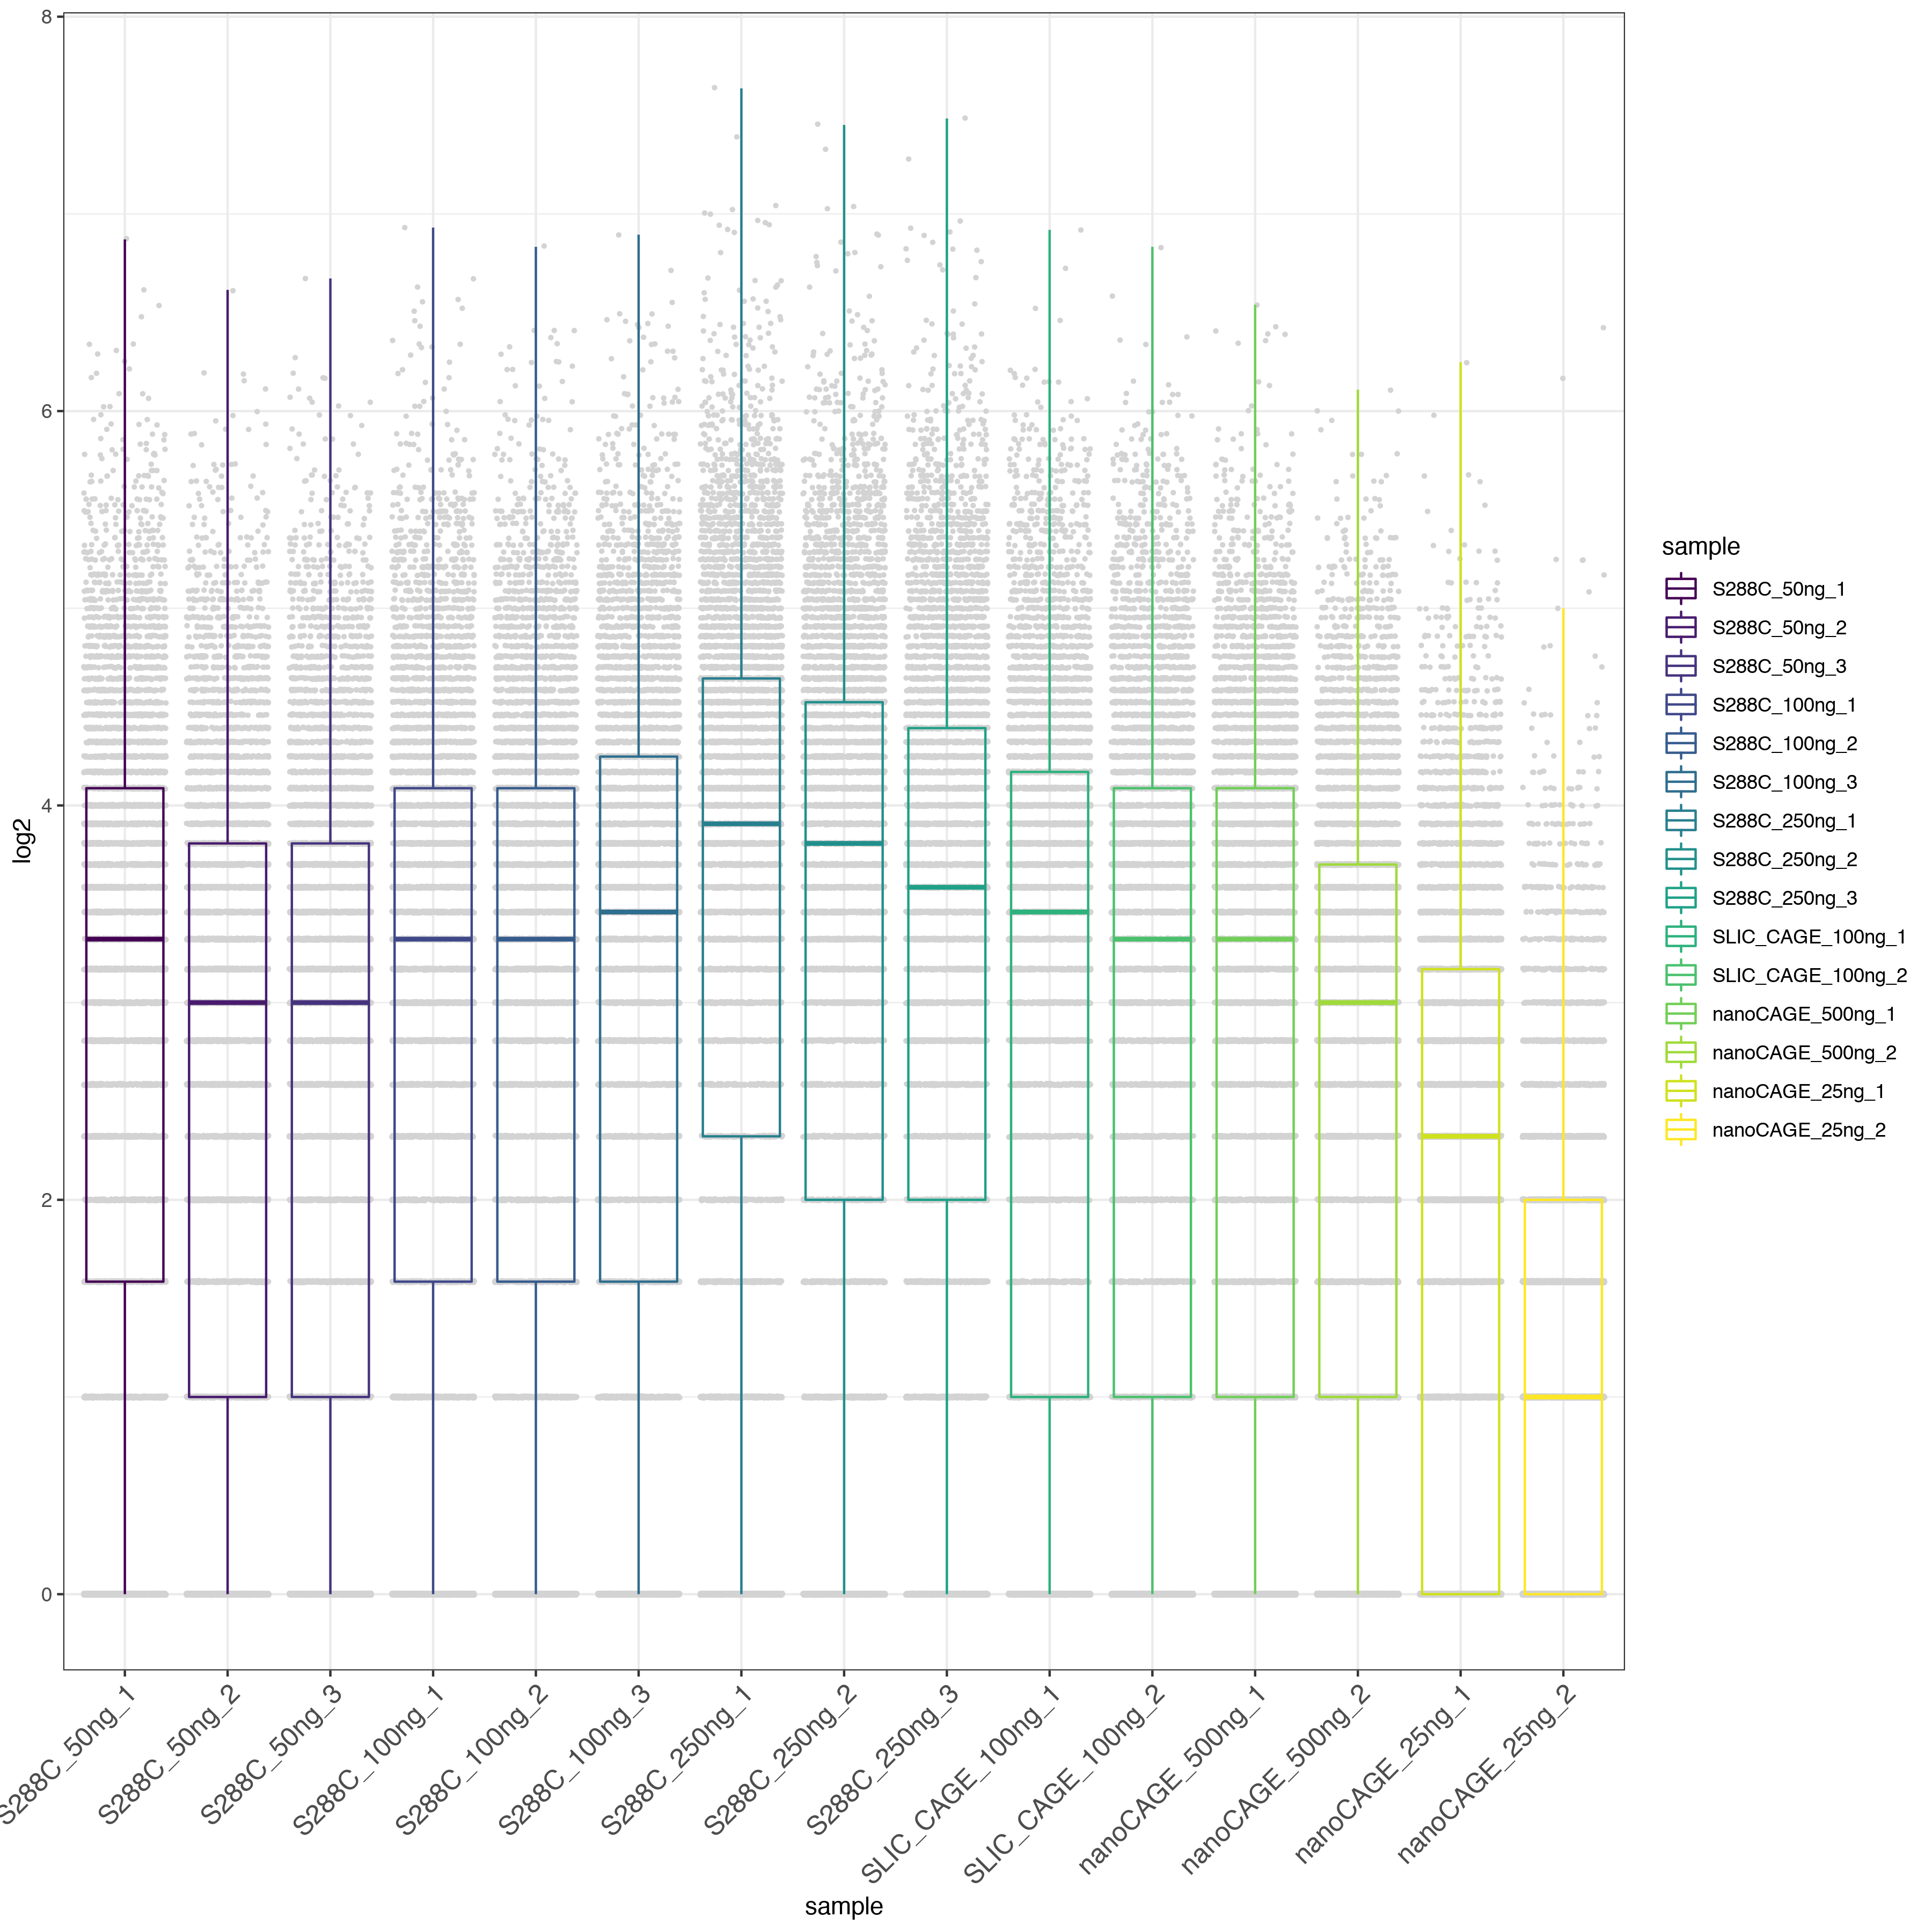 8
6
4
2
0
log2
S288C_50ng_1
S288C_50ng_2
S288C_50ng_3
S288C_100ng_1
S288C_100ng_2
S288C_100ng_3
S288C_250ng_1
S288C_250ng_2
S288C_250ng_3
SLIC_CAGE_100ng_1
SLIC_CAGE_100ng_2
nanoCAGE_500ng_1
nanoCAGE_500ng_2
nanoCAGE_25ng_1
nanoCAGE_25ng_2
sample
sample
S288C_50ng_1
S288C_50ng_2
S288C_50ng_3
S288C_100ng_1
S288C_100ng_2
S288C_100ng_3
S288C_250ng_1
S288C_250ng_2
S288C_250ng_3
SLIC_CAGE_100ng_1
SLIC_CAGE_100ng_2
nanoCAGE_500ng_1
nanoCAGE_500ng_2
nanoCAGE_25ng_1
nanoCAGE_25ng_2